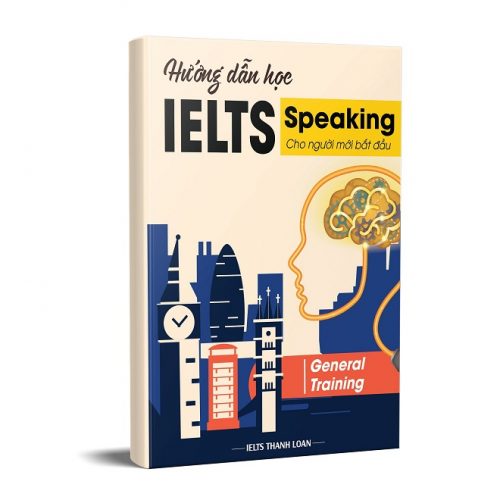 Hướng dẫn học
IELTS
Speaking
Cho người mới bắt đầu
General
Training
IELTS THANH LOAN